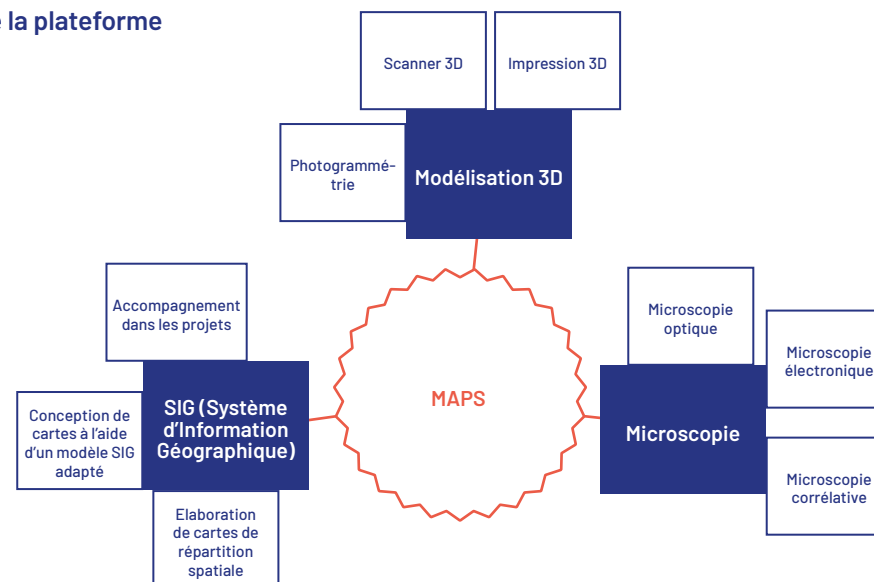 la plateforme
Scanner 3D
Impression 3D
Photogrammé-
trie
Modélisation 3D
Accompagnement
dans les projets
Microscopie
optique
Microscopie
électronique
SIG (Système
d'Information
Géographique)
MAPS
Conception de
cartes à l'aide
d'un modèle SIG
adapté
Microscopie
Microscopie
corrélative
Elaboration
de cartes de
répartition
spatiale